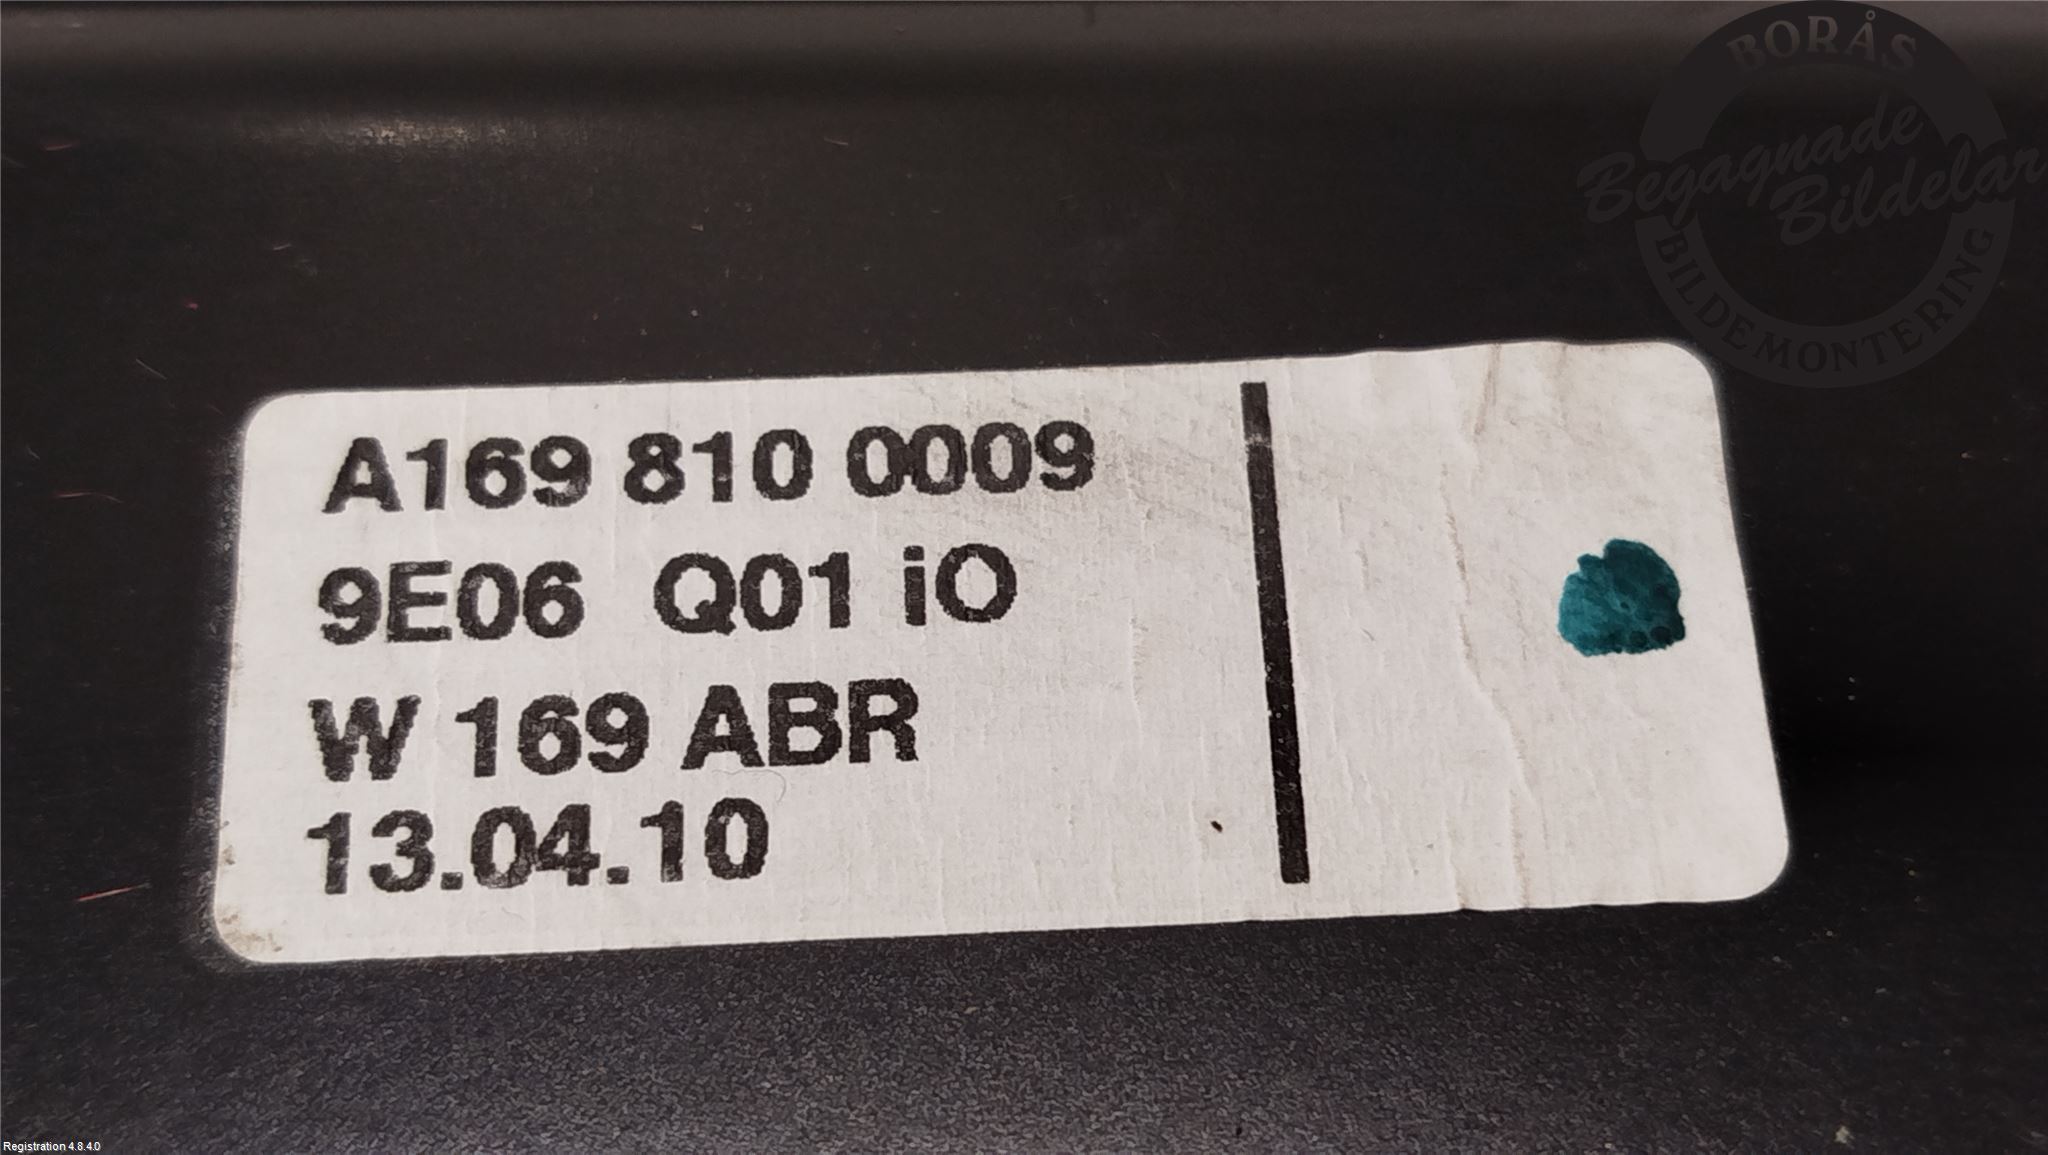 BORÅS
Begagnade
Bildelar
BILDEMONTERING
A169 810 0009
9E06 Q01 iO
W 169 ABR
13.04.10
Registration 4.8.4.0